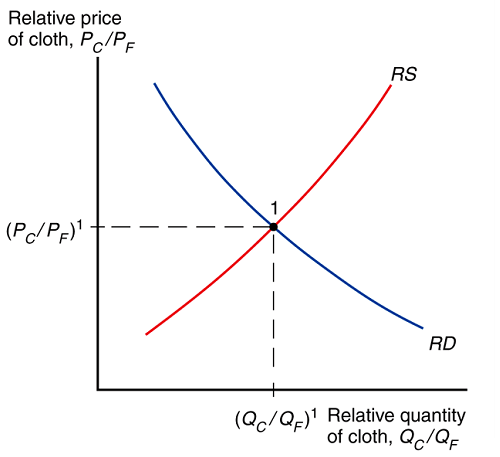 Relative price
of cloth, P_C/P_F
RS
1
(P_C/P_F)^1
RD
(Q_C/Q_F)^1
Relative quantity
of cloth, Q_C/Q_F